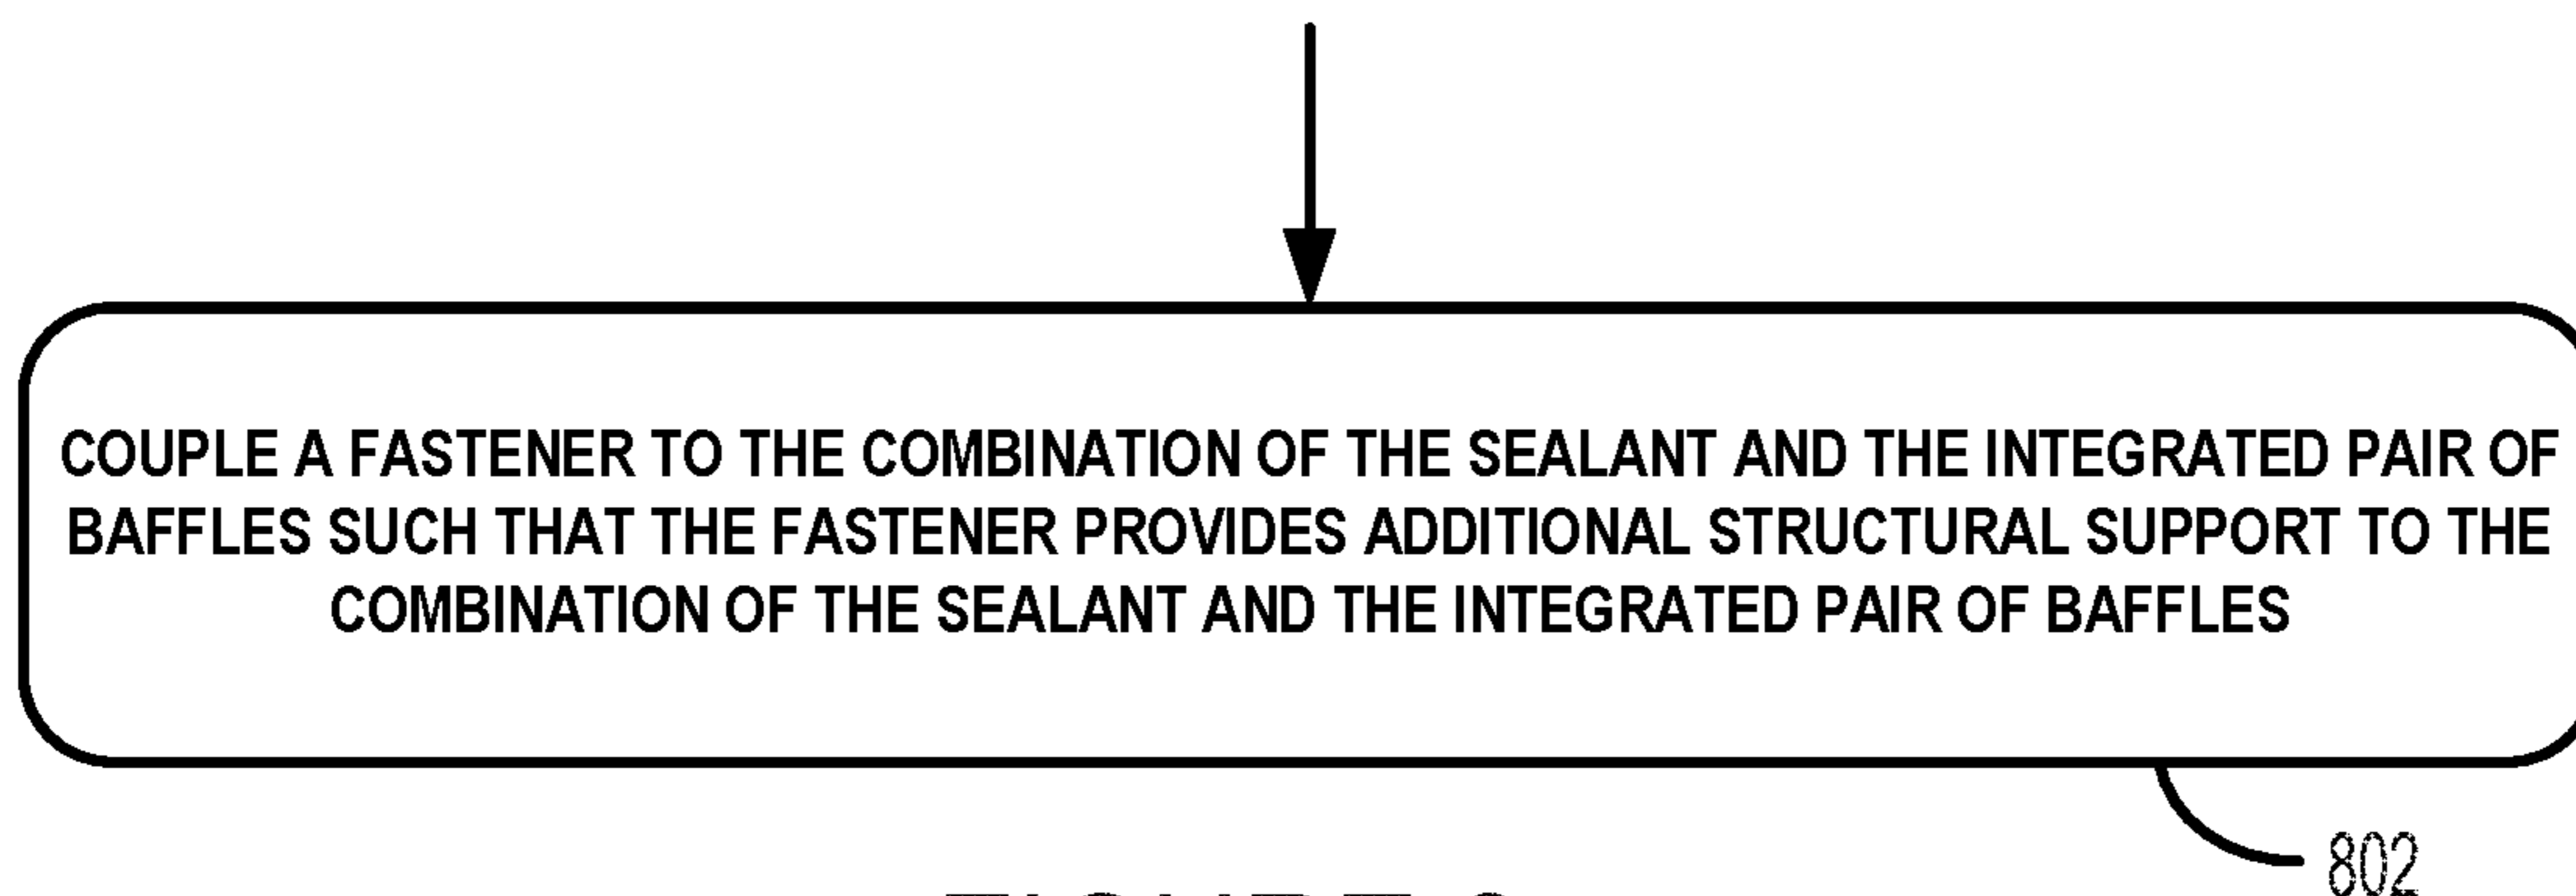 COUPLE A FASTENER TO THE COMBINATION OF THE SEALANT AND THE INTEGRATED PAIR OF
BAFFLES SUCH THAT THE FASTENER PROVIDES ADDITIONAL STRUCTURAL SUPPORT TO THE
COMBINATION OF THE SEALANT AND THE INTEGRATED PAIR OF BAFFLES
802